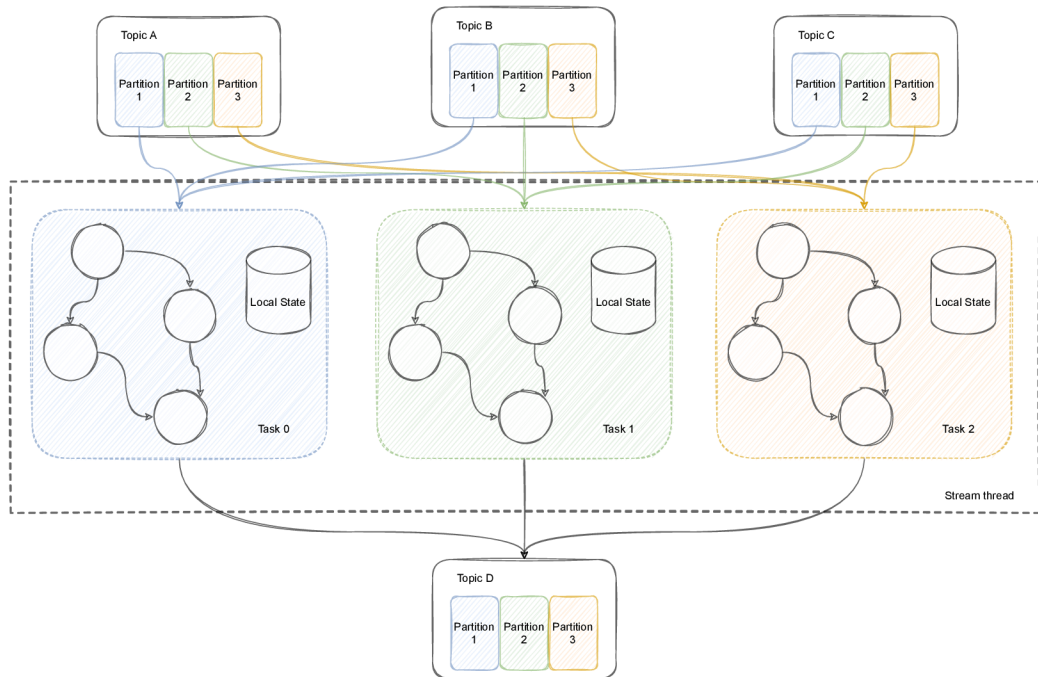 Topic A
Partition
1
Partition
2
Partition
3
Topic B
Partition
1
Partition
2
Partition
3
Topic C
Partition
1
Partition
2
Partition
3
Local State
Task 0
Local State
Task 1
Local State
Task 2
Stream thread
Topic D
Partition
1
Partition
2
Partition
3